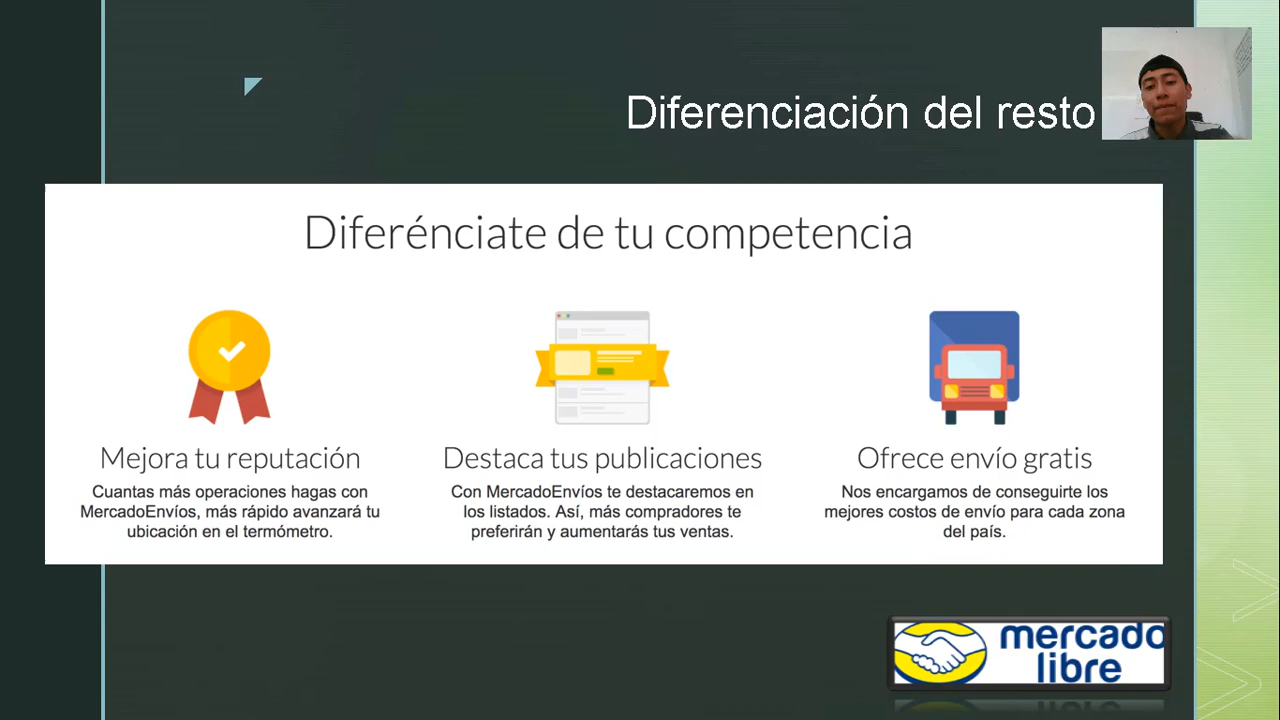 Diferenciación del resto
Diferénciate de tu competencia
Mejora tu reputación
Cuantas más operaciones hagas con
MercadoEnvíos, más rápido avanzará tu
ubicación en el termómetro.
Destaca tus publicaciones
Con MercadoEnvíos te destacaremos en
los listados. Así, más compradores te
preferirán y aumentarás tus ventas.
Ofrece envío gratis
Nos encargamos de conseguirte los
mejores costos de envío para cada zona
del país.
mercado
libre